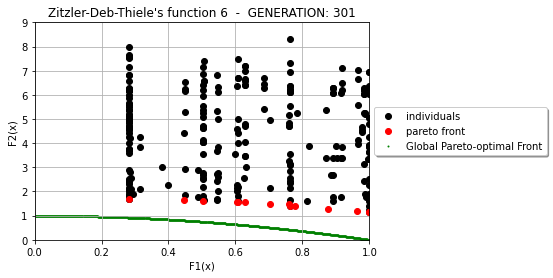 Zitzler-Deb-Thiele's function 6 - GENERATION: 301
9
8
7
6
5
4
3
2
1
0
F2(x)
0.0 0.2 0.4 0.6 0.8 1.0
F1(x)
individuals
pareto front
Global Pareto-optimal Front